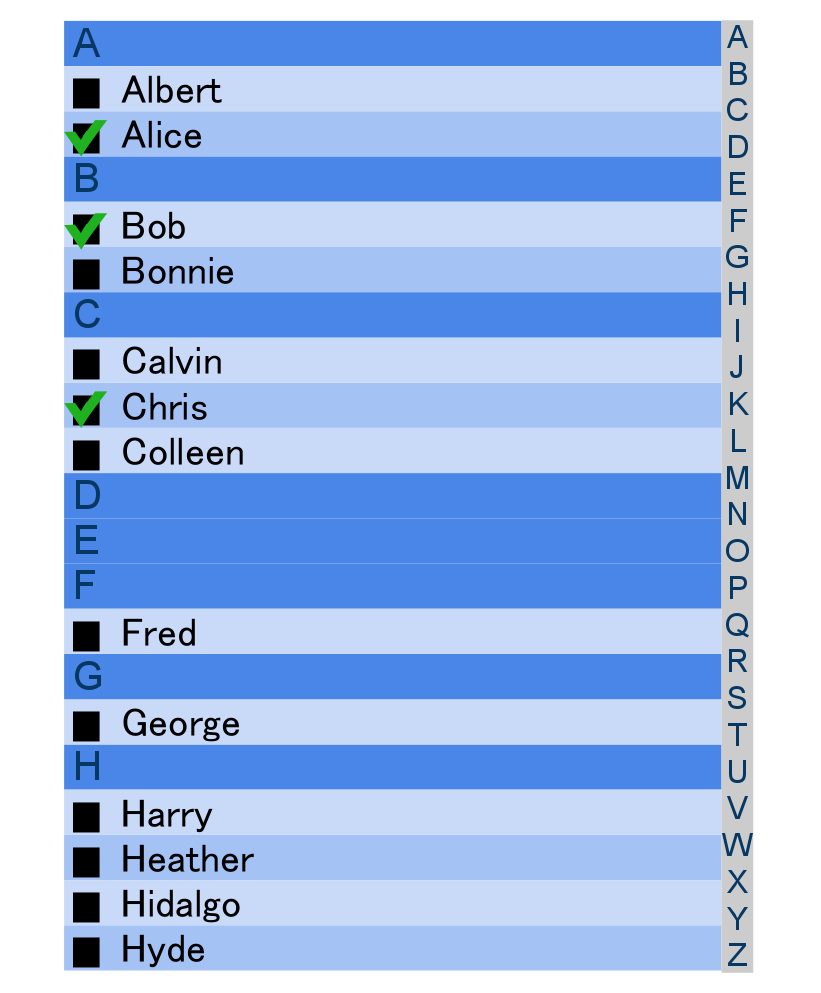 A
Albert
Alice
B
Bob
Bonnie
C
Calvin
Chris
Colleen
D
E
F
Fred
G
George
H
Harry
Heather
Hidalgo
Hyde
A
B
C
D
E
F
G
H
I
J
K
L
M
N
O
P
Q
R
S
T
U
V
W
X
Y
Z